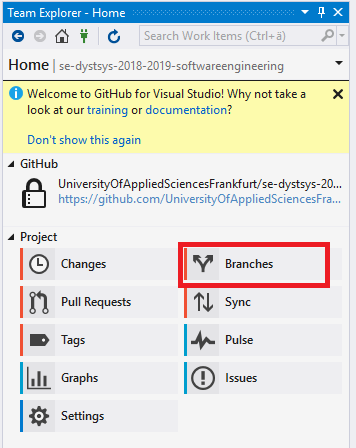 Team Explorer - Home
Search Work Items (Ctrl+ä)
Home | se-dystsys-2018-2019-softwareengineering
Welcome to GitHub for Visual Studio! Why not take
a look at our training or documentation?
Don't show this again
GitHub
UniversityOfAppliedSciencesFrankfurt/se-dystsys-20...
https://github.com/UniversityOfAppliedSciencesFra...
Project
Changes
Branches
Pull Requests
Sync
Tags
Pulse
Graphs
Issues
Settings